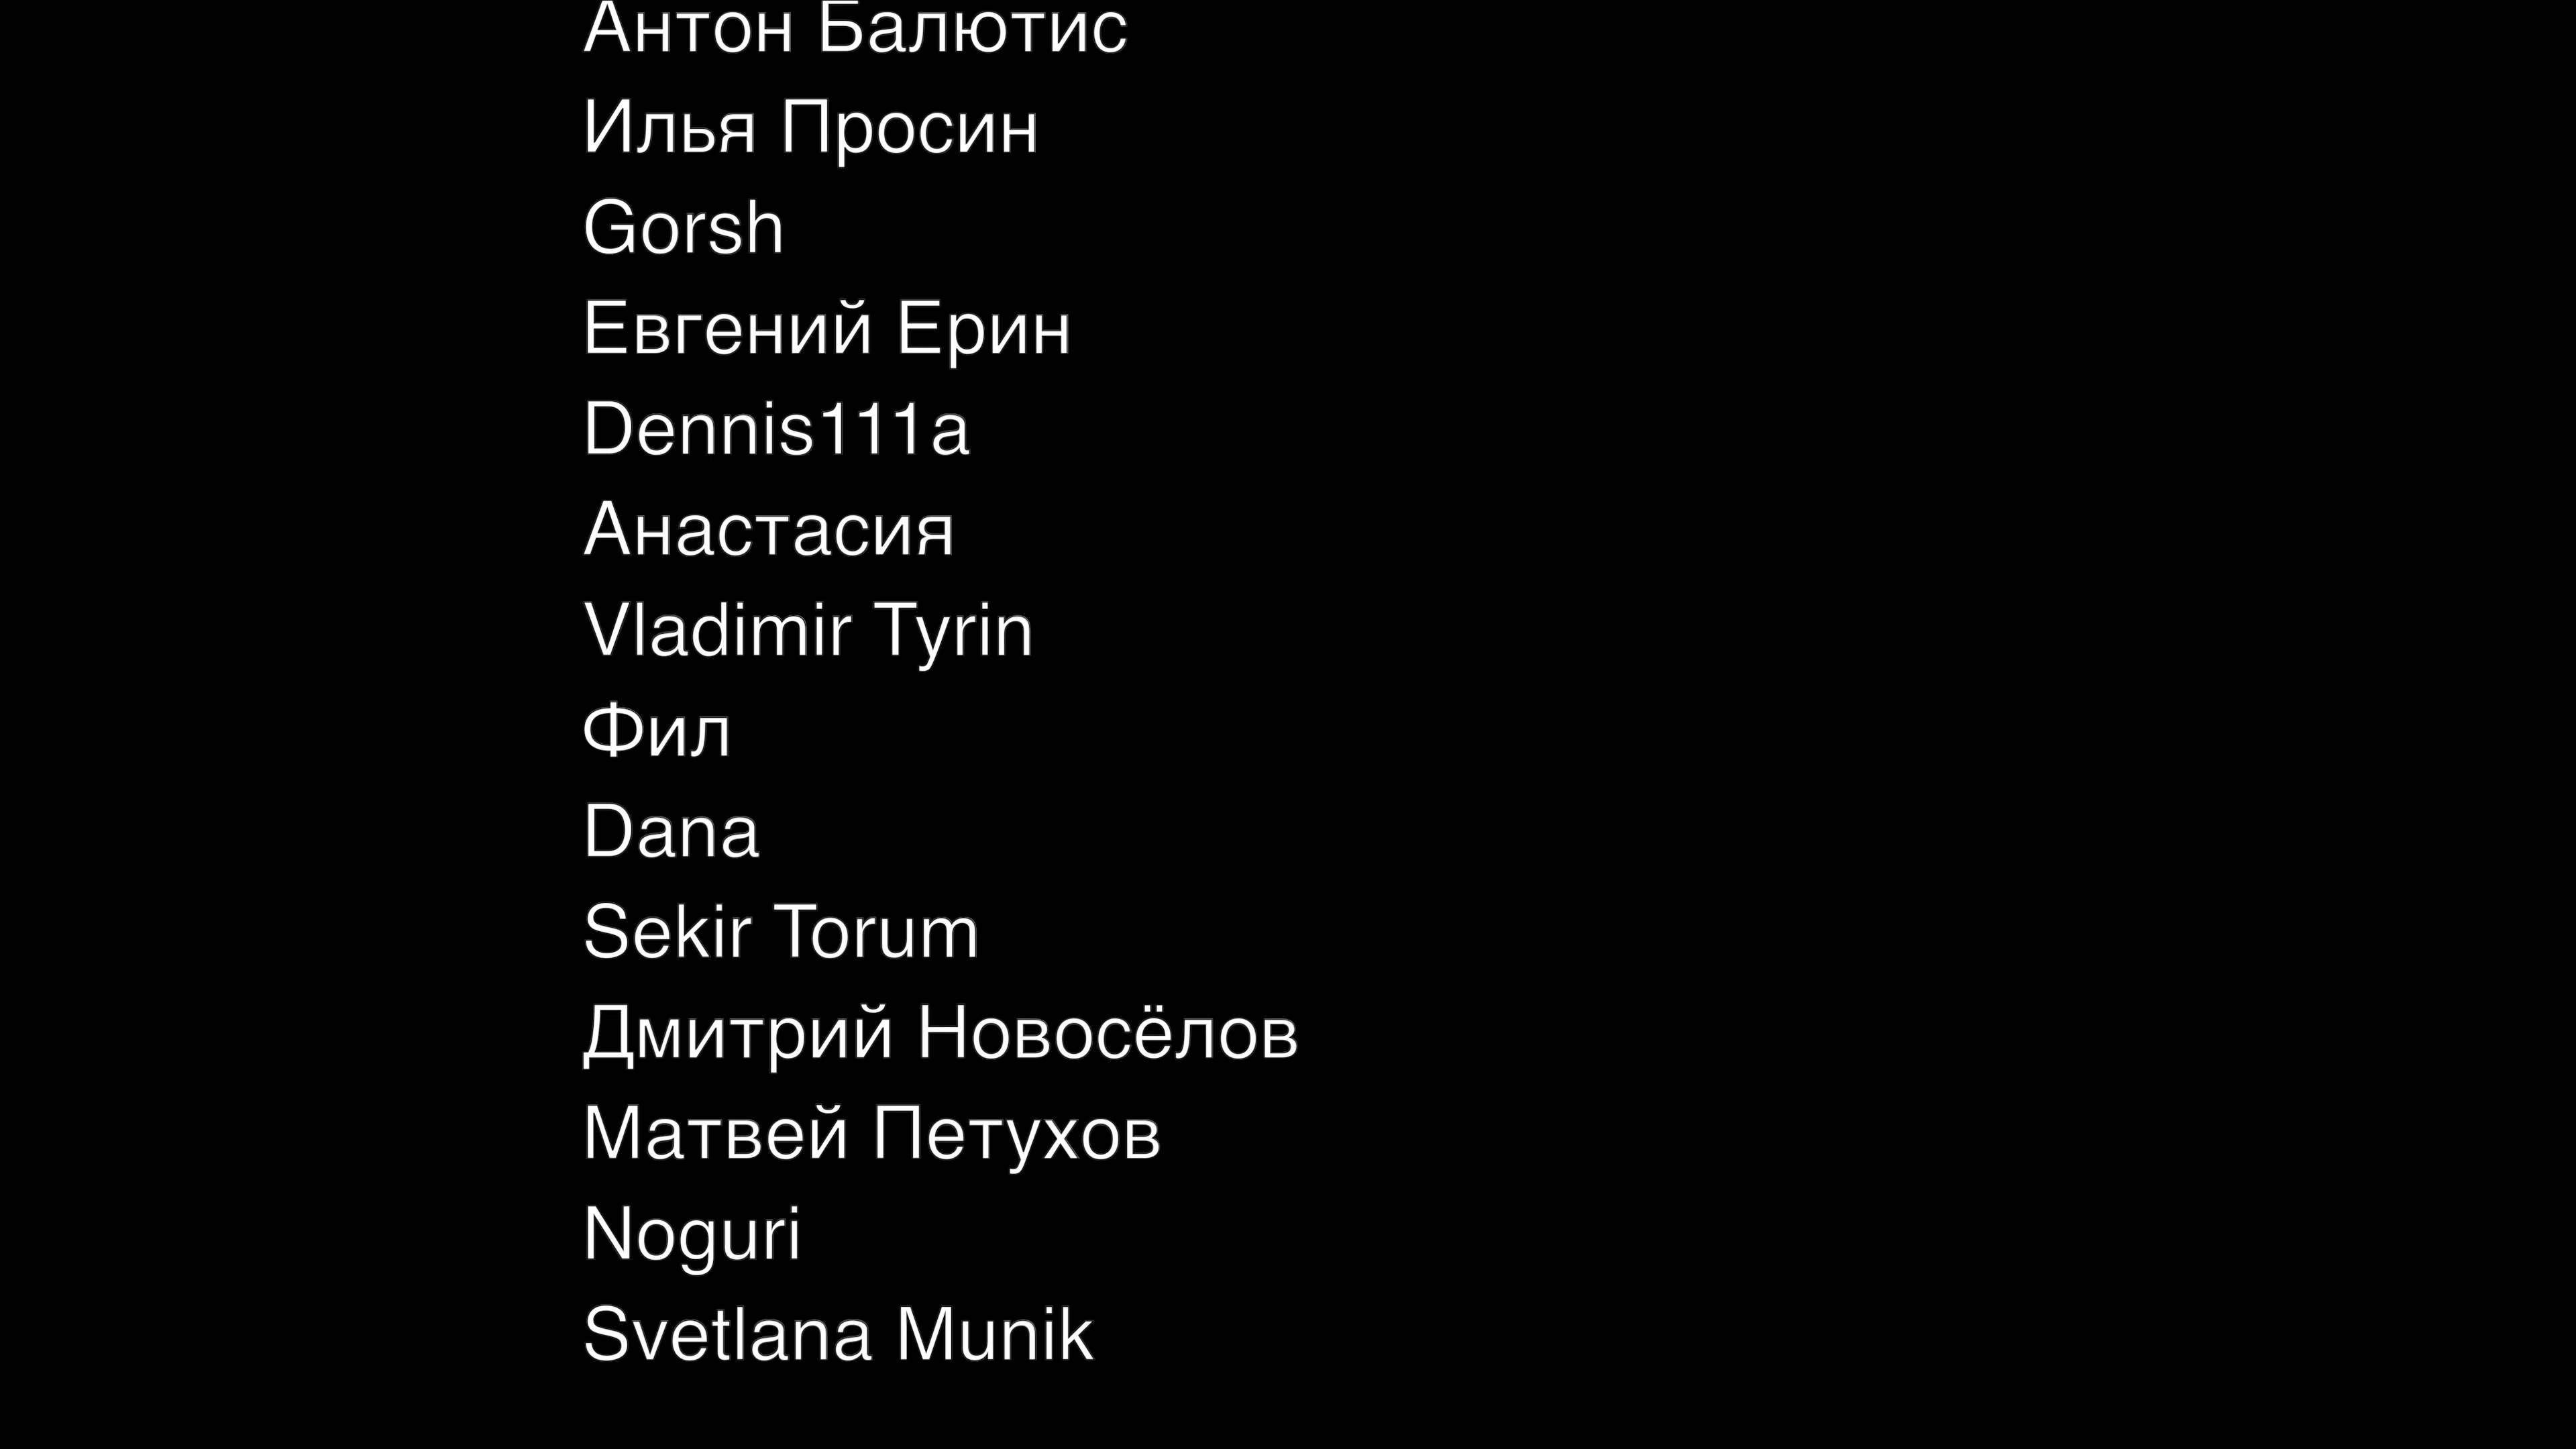 Антон Балютис
Илья Просин
Gorsh
Евгений Ерин
Dennis111a
Анастасия
Vladimir Tyrin
Фил
Dana
Sekir Torum
Дмитрий Новосёлов
Матвей Петухов
Noguri
Svetlana Munik